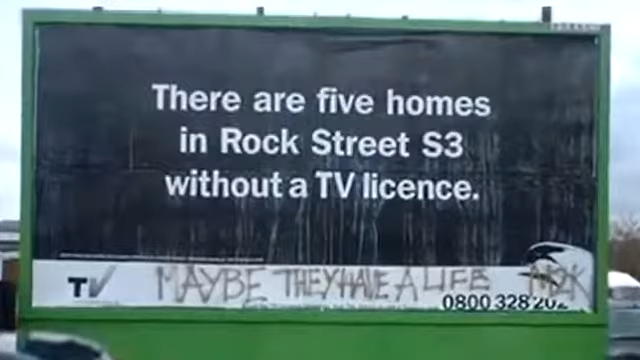 There are five homes
in Rock Street S3
without a TV licence.
TV MAYBE THEY HAVE A LIFE
0800 328 202